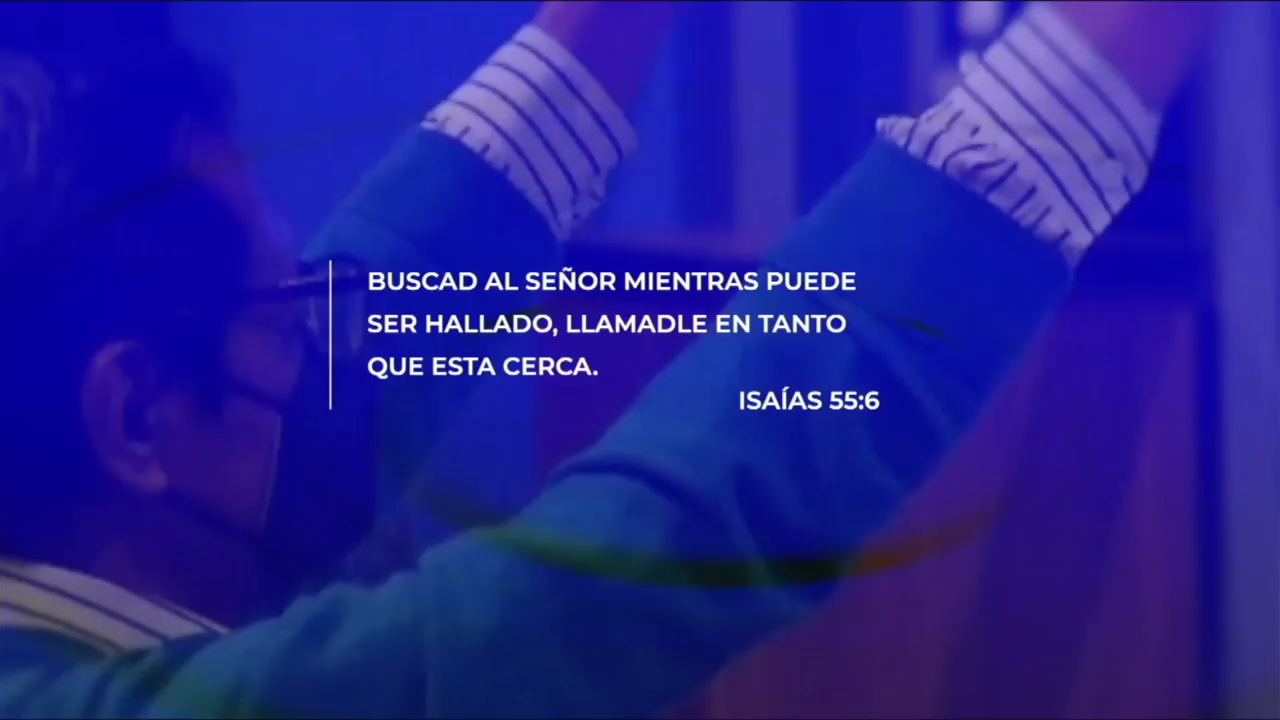 BUSCAD AL SEÑOR MIENTRAS PUEDE
SER HALLADO, LLAMADLE EN TANTO
QUE ESTA CERCA.
ISAÍAS 55:6